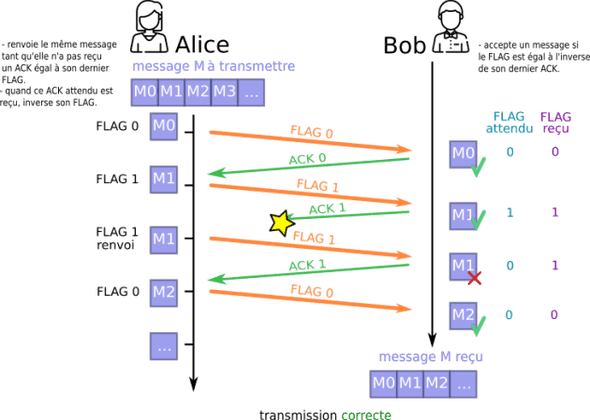 Alice
Bob
- renvoie le même message
tant qu'elle n'a pas reçu
un ACK égal à son dernier
FLAG.
- quand ce ACK attendu est
reçu, inverse son FLAG.
- accepte un message si
le FLAG est égal à l'inverse
de son dernier ACK.
message M à transmettre
M0 M1 M2 M3 ...
FLAG attendu
FLAG reçu
FLAG 0
M0
FLAG 0
ACK 0
M0
0
0
FLAG 1
M1
FLAG 1
ACK 1
M1
1
1
FLAG 1
renvoi
M1
FLAG 1
ACK 1
M1
0
1
FLAG 0
M2
FLAG 0
M2
0
0
...
message M reçu
M0 M1 M2 ...
transmission correcte